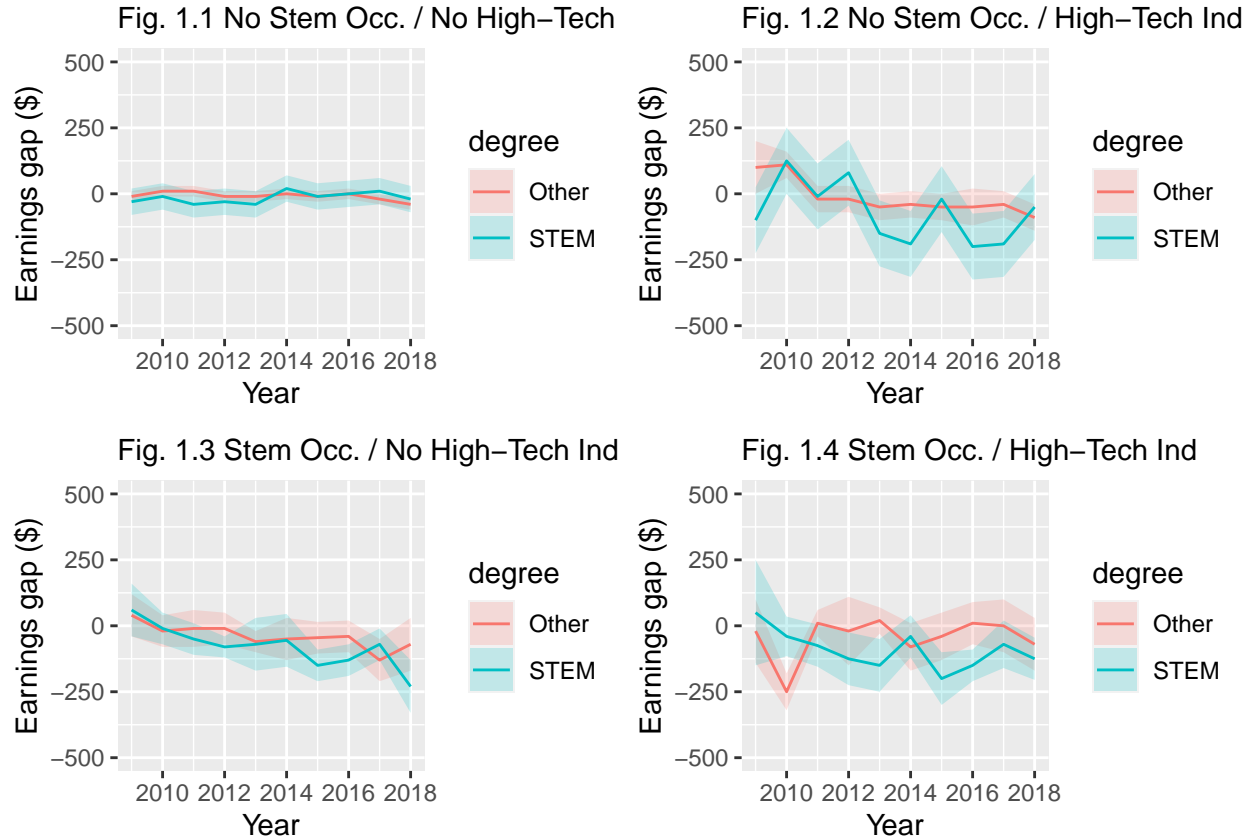 Fig. 1.1 No Stem Occ. / No High−Tech
500
250
0
−250
−500
Earnings gap ($)
2010 2012 2014 2016 2018
Year
degree
Other
STEM
Fig. 1.2 No Stem Occ. / High−Tech Ind
500
250
0
−250
−500
Earnings gap ($)
2010 2012 2014 2016 2018
Year
degree
Other
STEM
Fig. 1.3 Stem Occ. / No High−Tech Ind
500
250
0
−250
−500
Earnings gap ($)
2010 2012 2014 2016 2018
Year
degree
Other
STEM
Fig. 1.4 Stem Occ. / High−Tech Ind
500
250
0
−250
−500
Earnings gap ($)
2010 2012 2014 2016 2018
Year
degree
Other
STEM